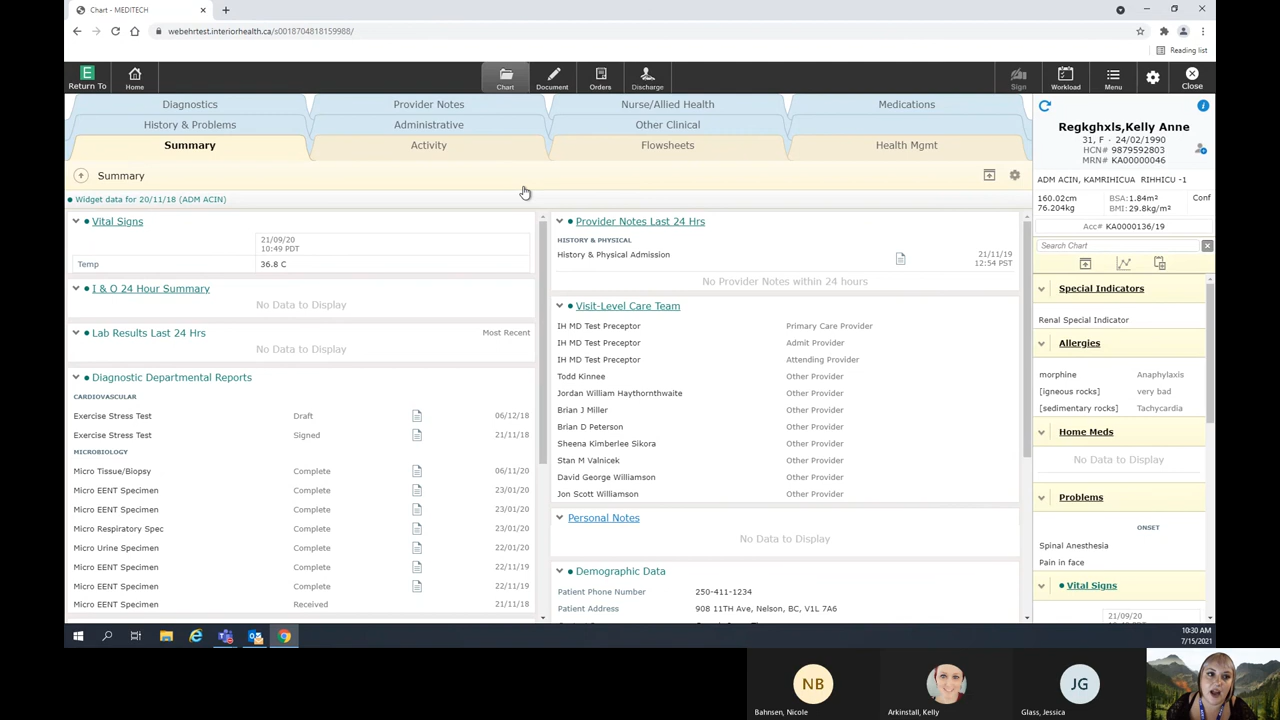 Chart - MEDITECH
webehrtest.interiorhealth.ca/s0018704818159988/
Reading list
E
Return To
Home
Chart
Document
Orders
Discharge
Sign
Workload
Menu
Close
Diagnostics
Provider Notes
Nurse/Allied Health
Medications
History & Problems
Administrative
Other Clinical
Summary
Activity
Flowsheets
Health Mgmt
Summary
Widget data for 20/11/18 (ADM ACIN)
Vital Signs
21/09/20
10:49 PDT
Temp 36.8 C
I & O 24 Hour Summary
No Data to Display
Lab Results Last 24 Hrs Most Recent
No Data to Display
Diagnostic Departmental Reports
CARDIOVASCULAR
Exercise Stress Test Draft 06/12/18
Exercise Stress Test Signed 21/11/18
MICROBIOLOGY
Micro Tissue/Biopsy Complete 06/11/20
Micro EENT Specimen Complete 23/01/20
Micro EENT Specimen Complete 23/01/20
Micro Respiratory Spec Complete 23/01/20
Micro Urine Specimen Complete 22/01/20
Micro EENT Specimen Complete 22/11/19
Micro EENT Specimen Complete 22/11/19
Micro EENT Specimen Received 21/11/18
Provider Notes Last 24 Hrs
HISTORY & PHYSICAL
History & Physical Admission 21/11/19
12:54 PST
No Provider Notes within 24 hours
Visit-Level Care Team
IH MD Test Preceptor Primary Care Provider
IH MD Test Preceptor Admit Provider
IH MD Test Preceptor Attending Provider
Todd Kinnee Other Provider
Jordan William Haythornthwaite Other Provider
Brian J Miller Other Provider
Brian D Peterson Other Provider
Sheena Kimberlee Sikora Other Provider
Stan M Valnicek Other Provider
David George Williamson Other Provider
Jon Scott Williamson Other Provider
Personal Notes
No Data to Display
Demographic Data
Patient Phone Number 250-411-1234
Patient Address 908 11TH Ave, Nelson, BC, V1L 7A6
Regkghxls,Kelly Anne
31, F - 24/02/1990
HCN# 9879592803
MRN# KA00000046
ADM ACIN, KAMRIHICUA RIHHICU -1
160.02cm BSA:1.84m² Conf
76.204kg BMI:29.8kg/m²
Acc# KA0000136/19
Search Chart
Special Indicators
Renal Special Indicator
Allergies
morphine Anaphylaxis
[igneous rocks] very bad
[sedimentary rocks] Tachycardia
Home Meds
No Data to Display
Problems
ONSET
Spinal Anesthesia
Pain in face
Vital Signs
21/09/20
10:30 AM
7/15/2021
NB
Bahnsen, Nicole
Arkinstall, Kelly
JG
Glass, Jessica